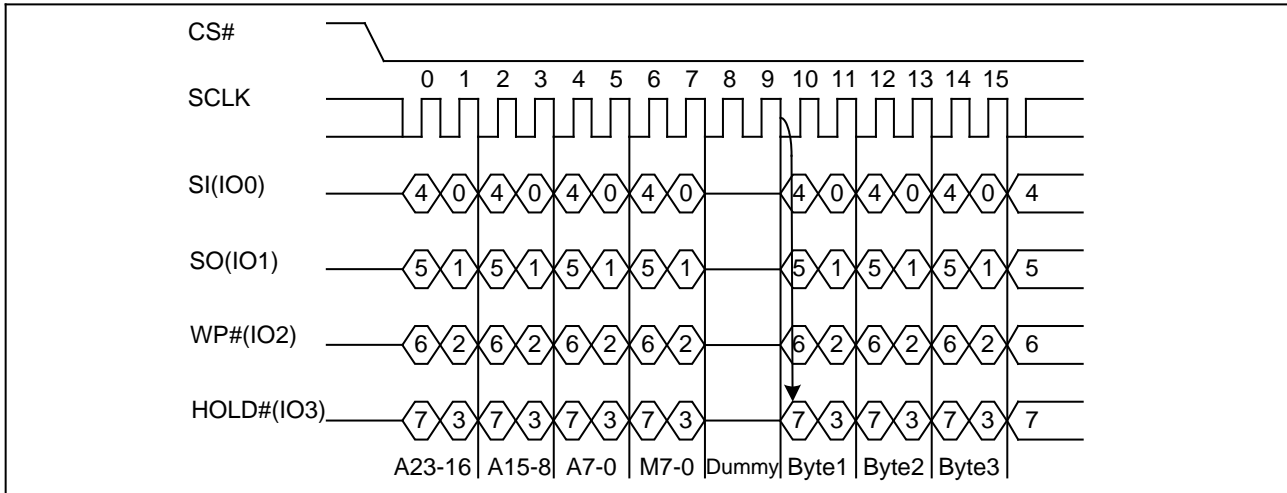 CS#
0 1 2 3 4 5 6 7 8 9 10 11 12 13 14 15
SCLK
SI(IO0) 4 0 4 0 4 0 4 0 4 0 4 0 4 0 4
SO(IO1) 5 1 5 1 5 1 5 1 5 1 5 1 5 1 5
WP#(IO2) 6 2 6 2 6 2 6 2 6 2 6 2 6 2 6
HOLD#(IO3) 7 3 7 3 7 3 7 3 7 3 7 3 7 3 7
A23-16 A15-8 A7-0 M7-0 Dummy Byte1 Byte2 Byte3